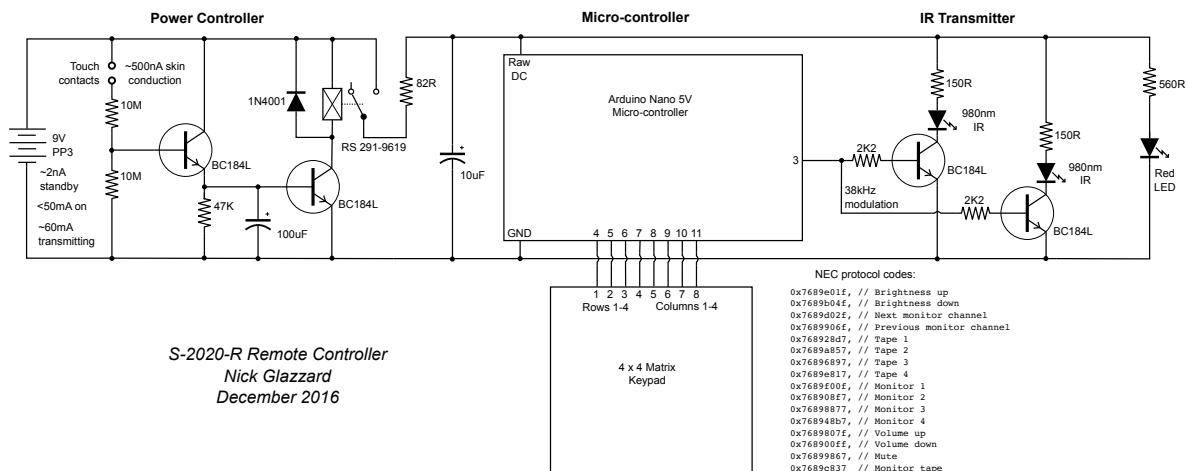 Power Controller
Micro-controller
IR Transmitter
Touch
contacts
~500nA skin
conduction
10M
10M
9V
PP3
~2nA
standby
<50mA on
~60mA
transmitting
BC184L
47K
+
100uF
1N4001
RS 291-9619
BC184L
82R
+
10uF
Raw
DC
Arduino Nano 5V
Micro-controller
3
GND
4 5 6 7 8 9 10 11
1 2 3 4 5 6 7 8
Rows 1-4
Columns 1-4
4 x 4 Matrix
Keypad
2K2
38kHz
modulation
2K2
150R
980nm
IR
BC184L
150R
980nm
IR
BC184L
560R
Red
LED
S-2020-R Remote Controller
Nick Glazzard
December 2016
NEC protocol codes:
0x7689e01f, // Brightness up
0x7689b04f, // Brightness down
0x7689d02f, // Next monitor channel
0x7689906f, // Previous monitor channel
0x768928d7, // Tape 1
0x7689a857, // Tape 2
0x76896897, // Tape 3
0x7689e817, // Tape 4
0x7689f00f, // Monitor 1
0x768908f7, // Monitor 2
0x76898877, // Monitor 3
0x768948b7, // Monitor 4
0x7689807f, // Volume up
0x768900ff, // Volume down
0x76899867, // Mute
0x7689c837 // Monitor tape